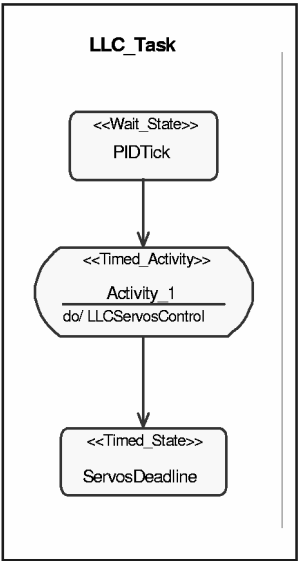 LLC_Task
<<Wait_State>>
PIDTick
<<Timed_Activity>>
Activity_1
do/ LLCServosControl
<<Timed_State>>
ServosDeadline